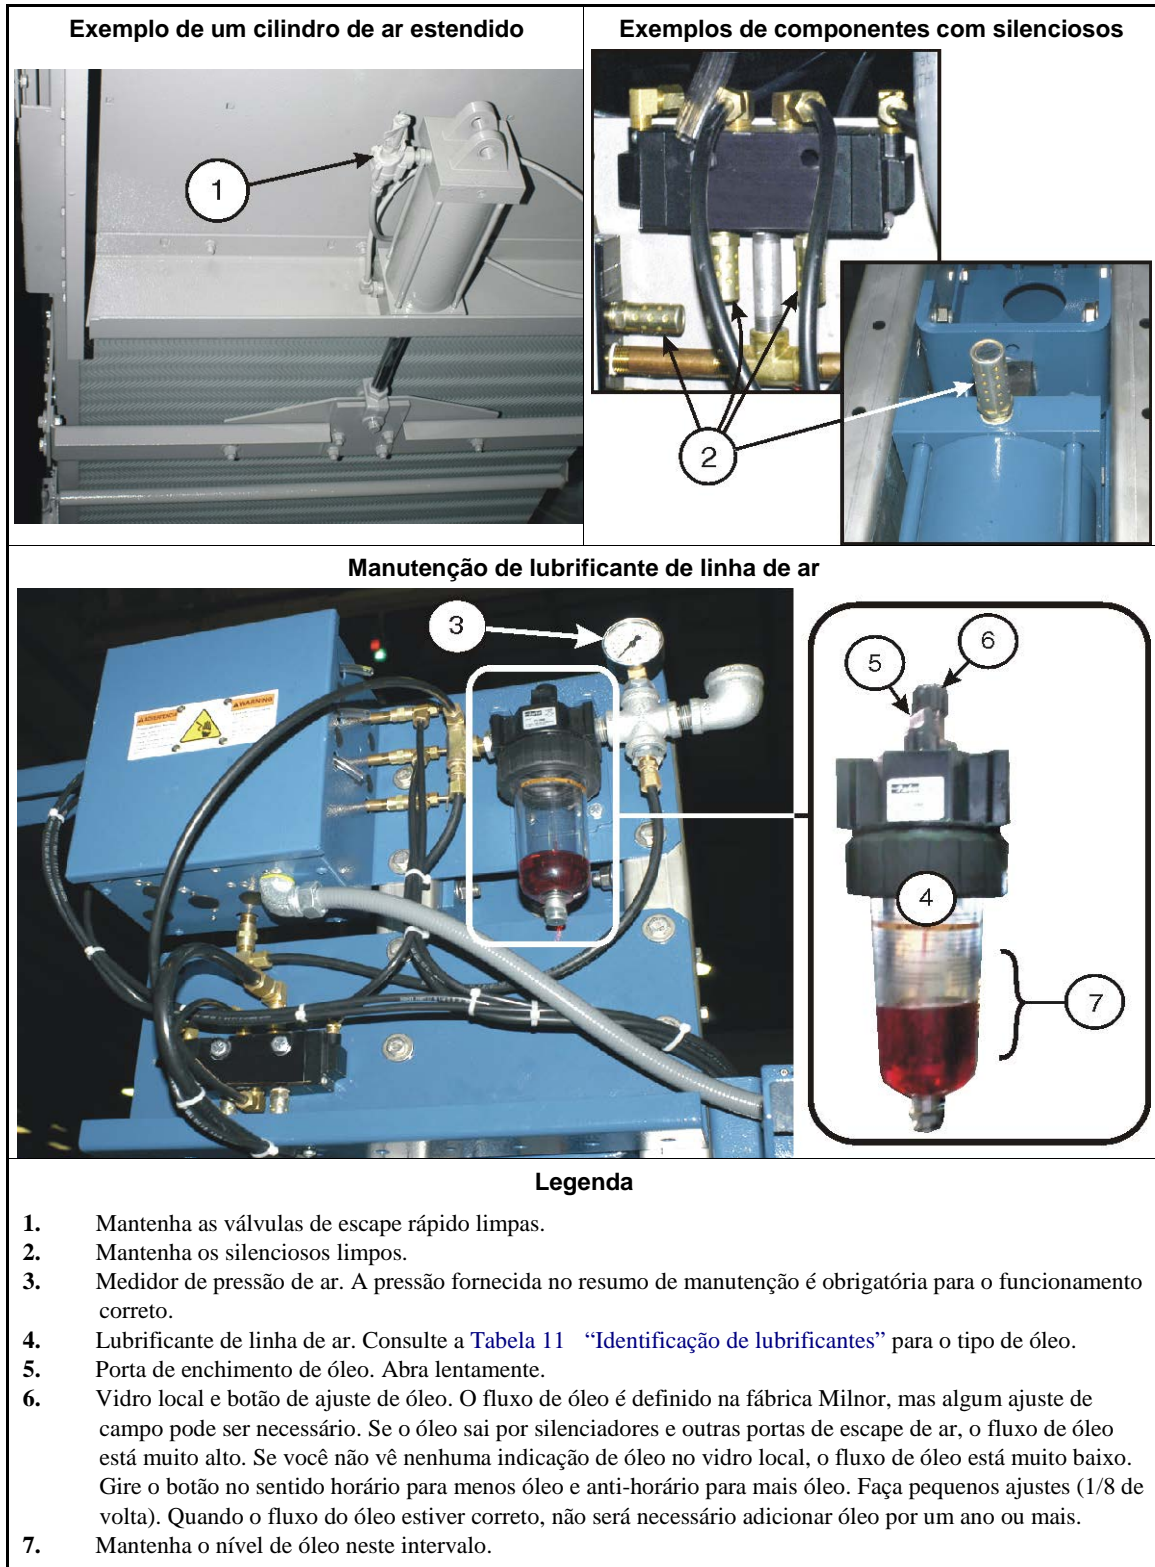 Exemplo de um cilindro de ar estendido
Exemplos de componentes com silenciosos
1
2
Manutenção de lubrificante de linha de ar
3
WARNING
5
6
4
7
Legenda
1. Mantenha as válvulas de escape rápido limpas.
2. Mantenha os silenciosos limpos.
3. Medidor de pressão de ar. A pressão fornecida no resumo de manutenção é obrigatória para o funcionamento
correto.
4. Lubrificante de linha de ar. Consulte a Tabela 11 “Identificação de lubrificantes” para o tipo de óleo.
5. Porta de enchimento de óleo. Abra lentamente.
6. Vidro local e botão de ajuste de óleo. O fluxo de óleo é definido na fábrica Milnor, mas algum ajuste de
campo pode ser necessário. Se o óleo sai por silenciadores e outras portas de escape de ar, o fluxo de óleo
está muito alto. Se você não vê nenhuma indicação de óleo no vidro local, o fluxo de óleo está muito baixo.
Gire o botão no sentido horário para menos óleo e anti-horário para mais óleo. Faça pequenos ajustes (1/8 de
volta). Quando o fluxo do óleo estiver correto, não será necessário adicionar óleo por um ano ou mais.
7. Mantenha o nível de óleo neste intervalo.